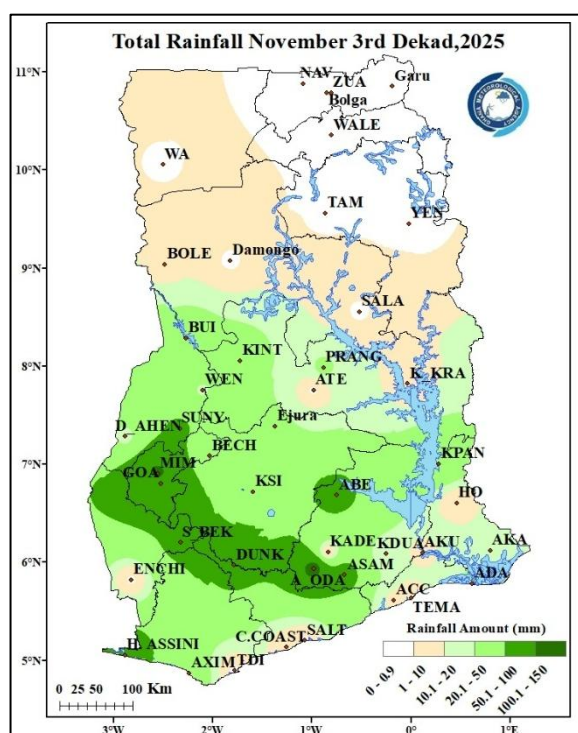 Total Rainfall November 3rd Dekad,2025
11°N
10°N
9°N
8°N
7°N
6°N
5°N
NAV
ZUA
Garu
Bolga
WALE
WA
TAM
YEN
BOLE
Damongo
SALA
BUI
KINT
PRANG
ATE
K_KRA
WEN
SUNY
Ejura
D_AHEN
BECH
KPAN
GOA
MIM
KSI
ABE
HO
S_BEK
KADE
KDUA
AKU
AKA
DUNK
ASAM
ENCHI
A_ODA
ADA
ACC
TEMA
H. ASSINI
C.COAST
SALT
AXIM
TDI
Rainfall Amount (mm)
0 - 0.9
1 - 10
10.1 - 20
20.1 - 50
50.1 - 100
100.1 - 150
0 25 50 100 Km
3°W
2°W
1°W
0°
1°E